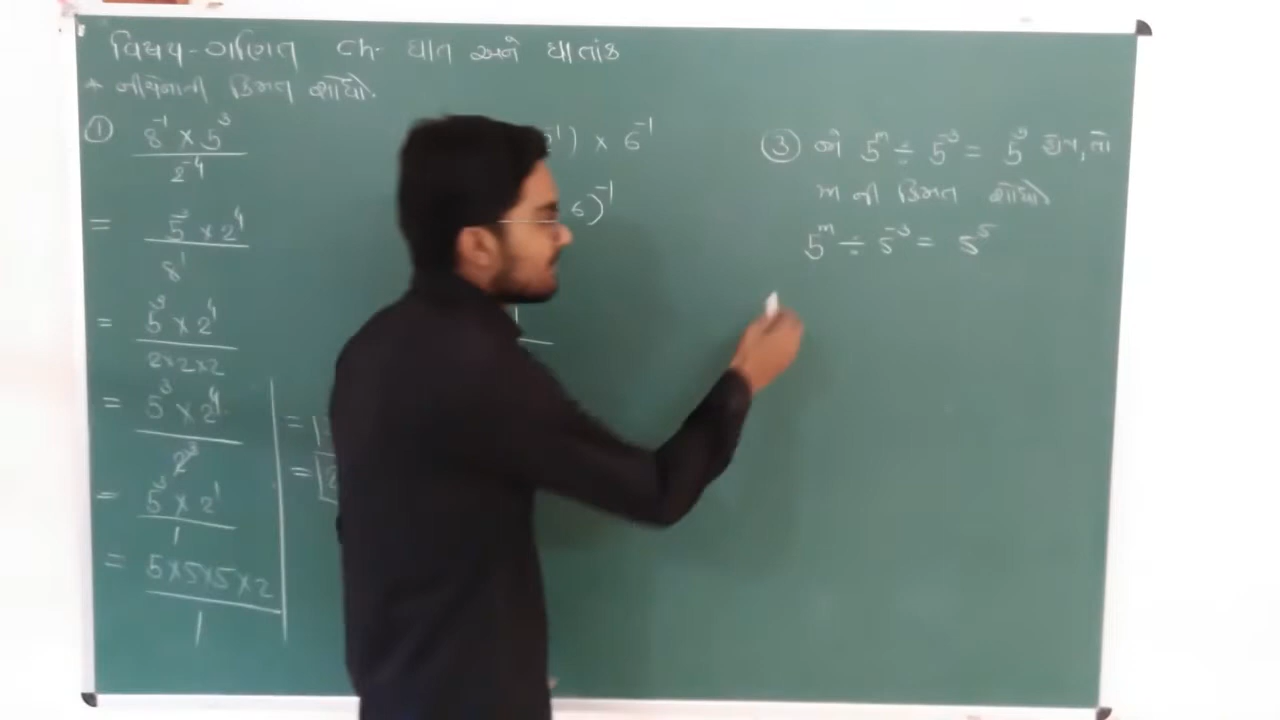 વિષય-ગણિત Ch. ઘાત અને ઘાતાંક
* નીચેનાની કિંમત શોધો.
① 8⁻¹ × 5³
2⁻⁴
= 5³ × 2⁴
8¹
= 5³ × 2⁴
2×2×2
= 5³ × 2⁴
2³
= 5³ × 2¹
1
= 5×5×5×2
1
=
=
⁻¹) × 6⁻¹
6)⁻¹
1
③ જો 5ᵐ ÷ 5⁻³ = 5⁵ હોય, તો
m ની કિંમત શોધો
5ᵐ ÷ 5⁻³ = 5⁵